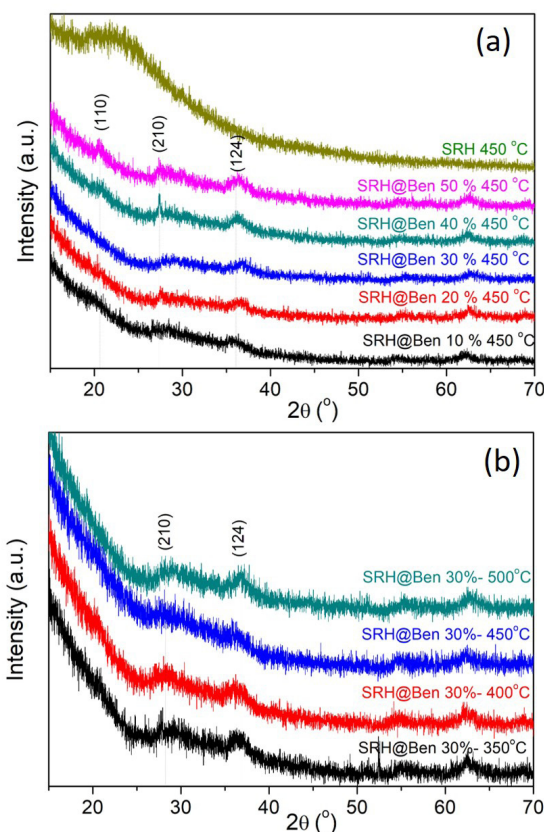 (a)
(110)
(210)
(124)
SRH 450 °C
SRH@Ben 50 % 450 °C
SRH@Ben 40 % 450 °C
SRH@Ben 30 % 450 °C
SRH@Ben 20 % 450 °C
SRH@Ben 10 % 450 °C
Intensity (a.u.)
20 30 40 50 60 70
2θ (°)
(b)
(210)
(124)
SRH@Ben 30%- 500°C
SRH@Ben 30%- 450°C
SRH@Ben 30%- 400°C
SRH@Ben 30%- 350°C
Intensity (a.u.)
20 30 40 50 60 70
2θ (°)